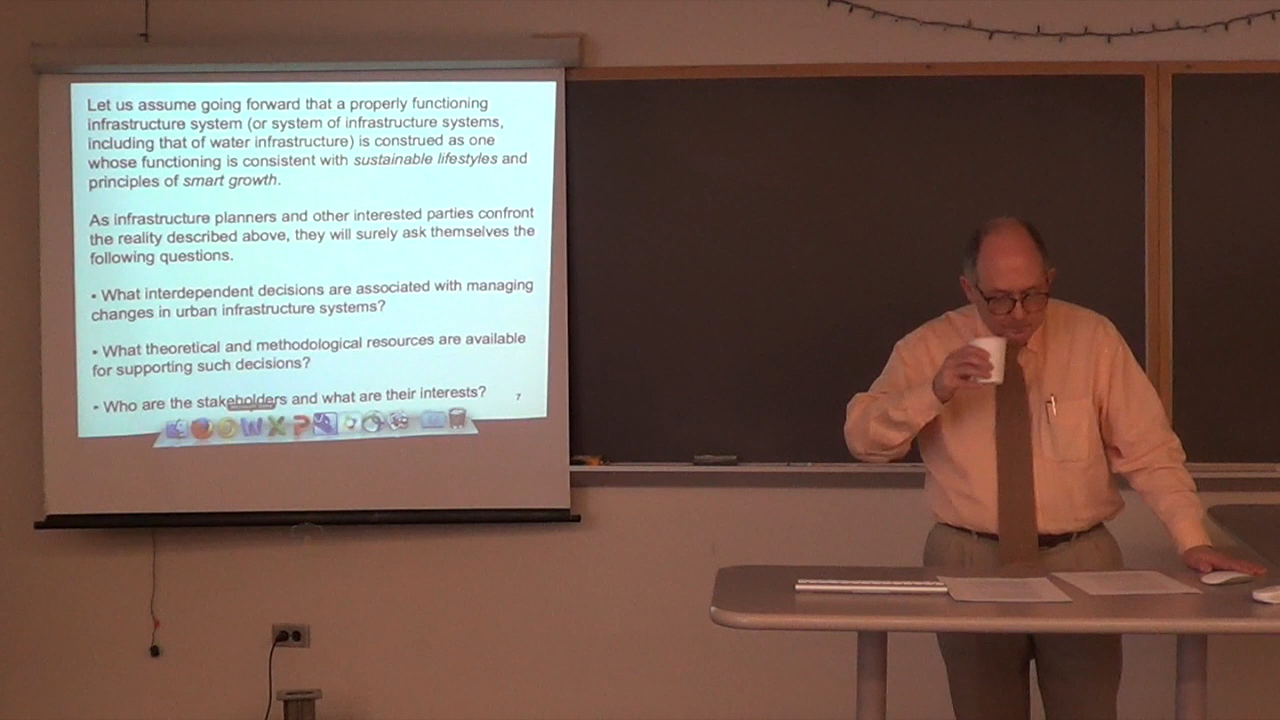 Let us assume going forward that a properly functioning
infrastructure system (or system of infrastructure systems,
including that of water infrastructure) is construed as one
whose functioning is consistent with sustainable lifestyles and
principles of smart growth.
As infrastructure planners and other interested parties confront
the reality described above, they will surely ask themselves the
following questions.
• What interdependent decisions are associated with managing
changes in urban infrastructure systems?
• What theoretical and methodological resources are available
for supporting such decisions?
• Who are the stakeholders and what are their interests?
7